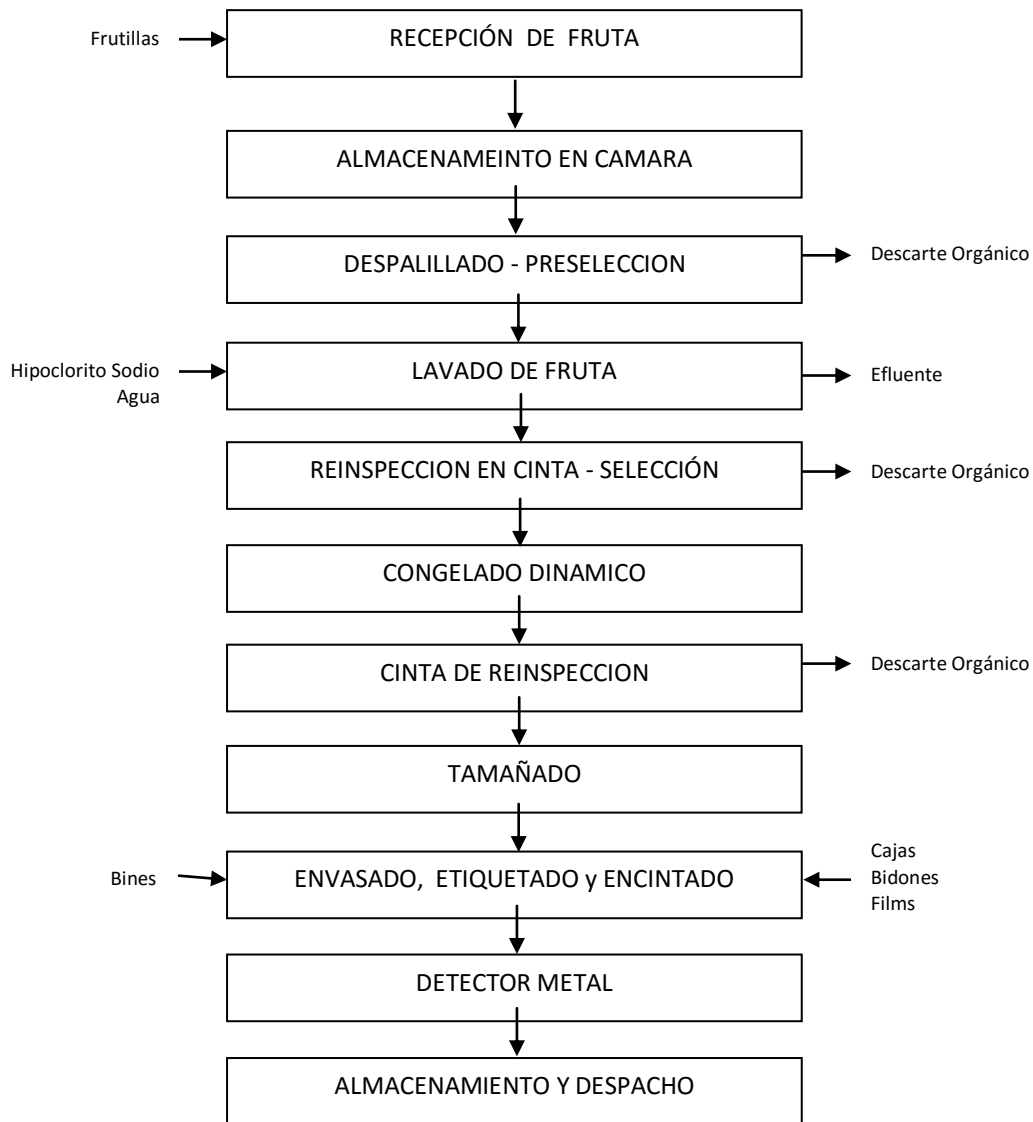 Frutillas
RECEPCIÓN DE FRUTA
ALMACENAMEINTO EN CAMARA
DESPALILLADO - PRESELECCION
Descarte Orgánico
Hipoclorito Sodio
Agua
LAVADO DE FRUTA
Efluente
REINSPECCION EN CINTA - SELECCIÓN
Descarte Orgánico
CONGELADO DINAMICO
CINTA DE REINSPECCION
Descarte Orgánico
TAMAÑADO
Bines
ENVASADO, ETIQUETADO y ENCINTADO
Cajas
Bidones
Films
DETECTOR METAL
ALMACENAMIENTO Y DESPACHO